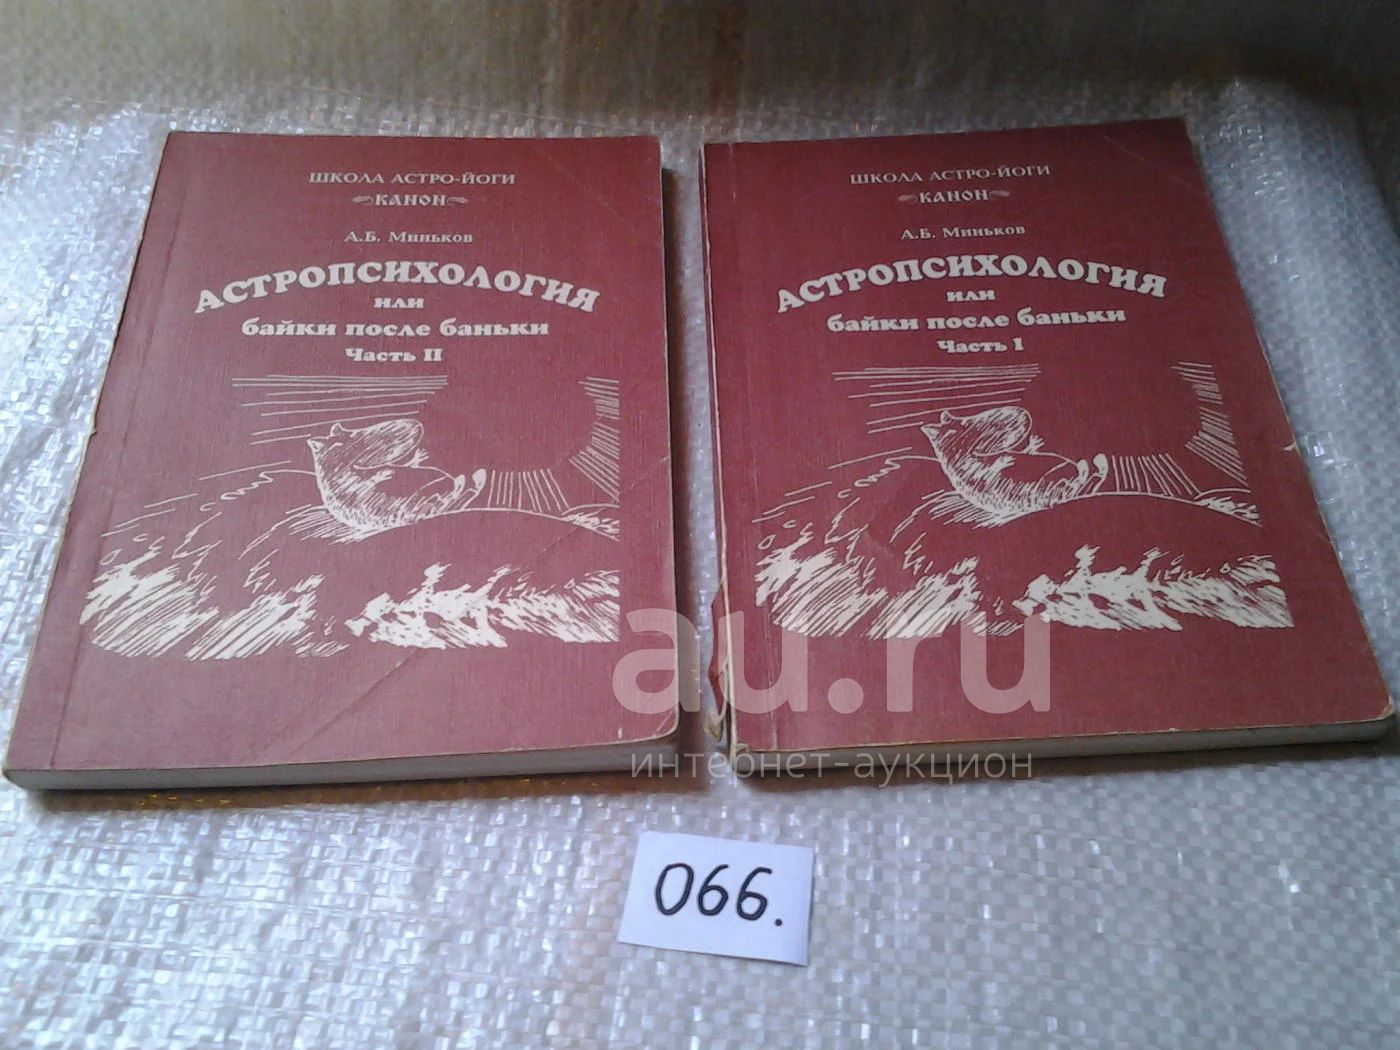 ШКОЛА АСТРО-ЙОГИ
КАНОН
А.Б. Миньков
АСТРОПСИХОЛОГИЯ
или
байки после баньки
Часть II
ШКОЛА АСТРО-ЙОГИ
КАНОН
А.Б. Миньков
АСТРОПСИХОЛОГИЯ
или
байки после баньки
Часть I
au.ru
интернет-аукцион
066.